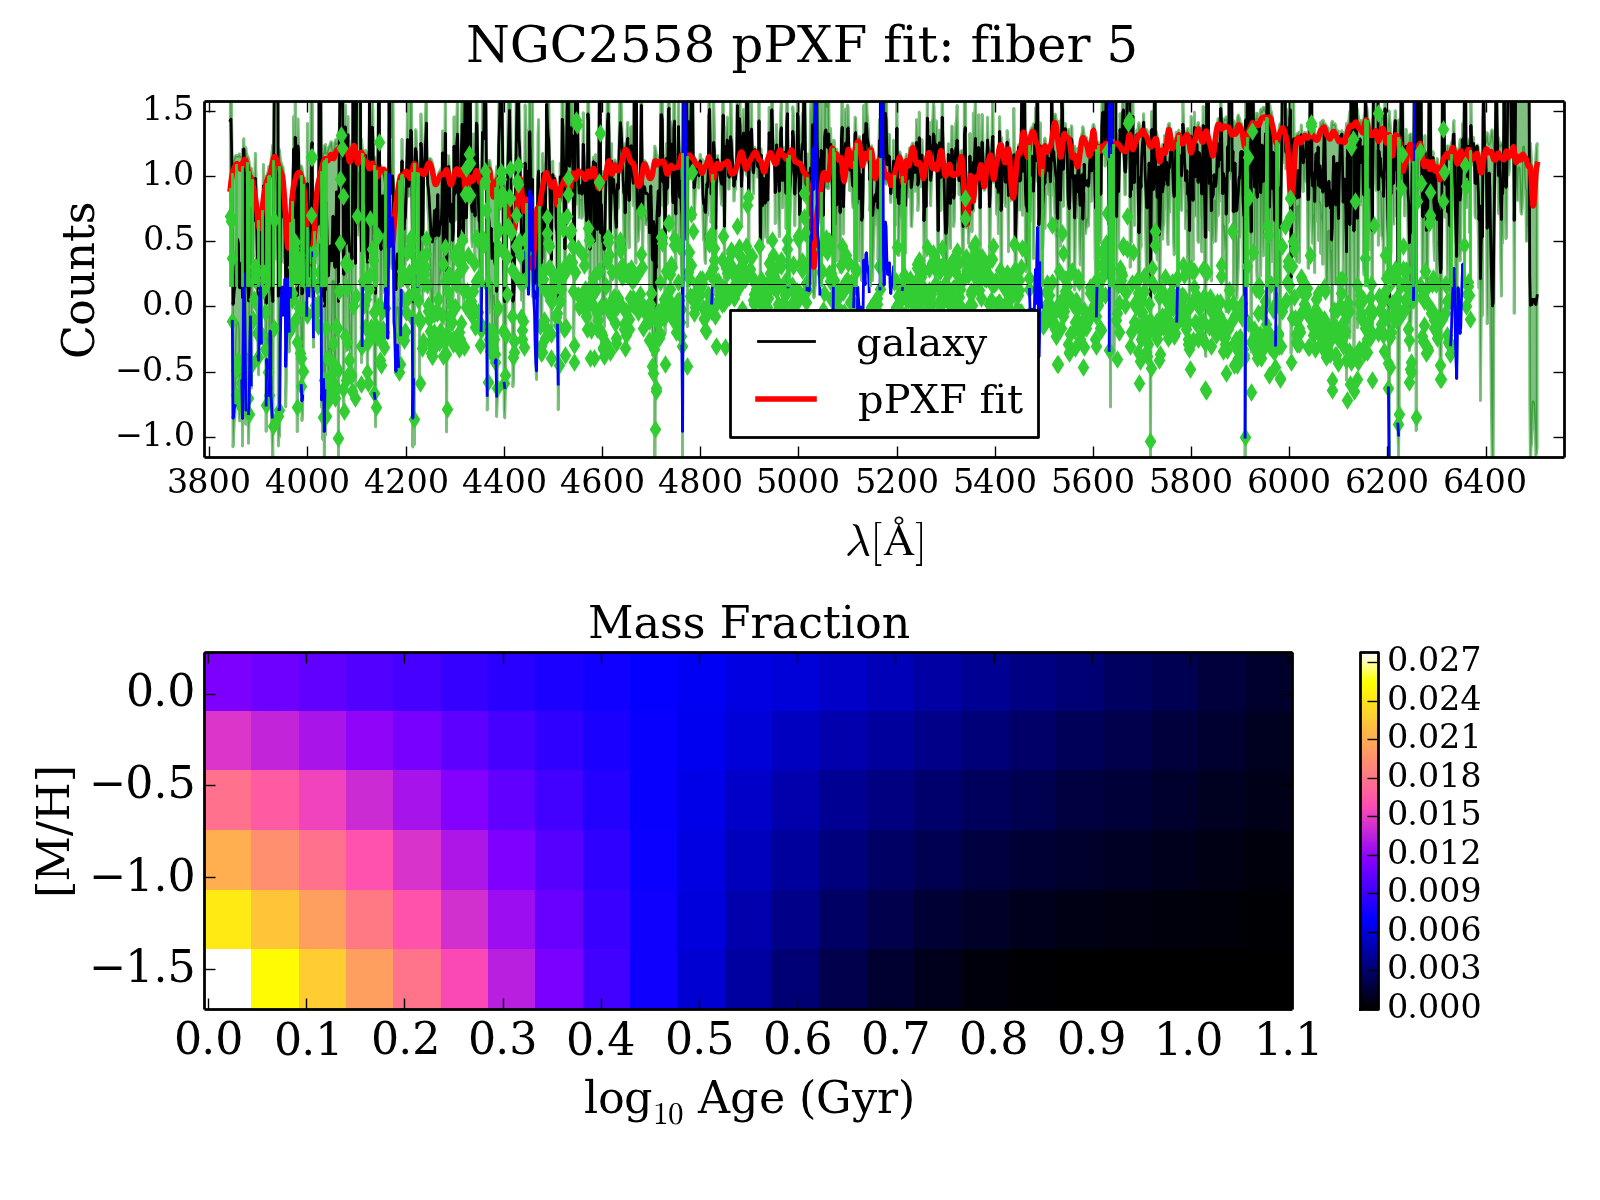 NGC2558 pPXF fit: fiber 5
1.5
1.0
0.5
0.0
−0.5
−1.0
Counts
galaxy
pPXF fit
3800 4000 4200 4400 4600 4800 5000 5200 5400 5600 5800 6000 6200 6400
λ[Å]
Mass Fraction
0.0
−0.5
−1.0
−1.5
[M/H]
0.027
0.024
0.021
0.018
0.015
0.012
0.009
0.006
0.003
0.000
0.0 0.1 0.2 0.3 0.4 0.5 0.6 0.7 0.8 0.9 1.0 1.1
log₁₀ Age (Gyr)